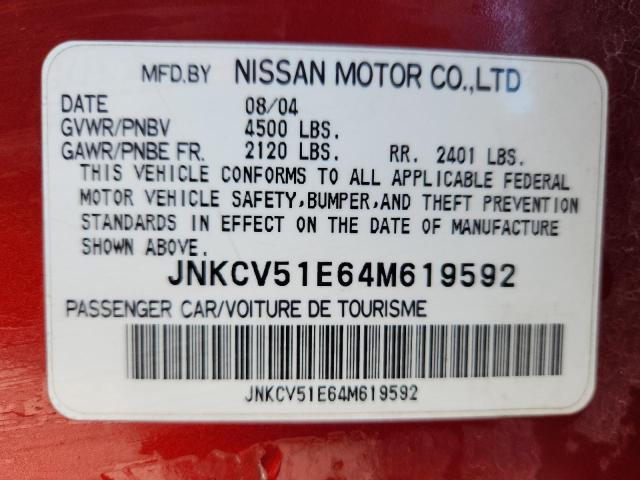 MFD.BY NISSAN MOTOR CO.,LTD
DATE 08/04
GVWR/PNBV 4500 LBS.
GAWR/PNBE FR. 2120 LBS. RR. 2401 LBS.
THIS VEHICLE CONFORMS TO ALL APPLICABLE FEDERAL
MOTOR VEHICLE SAFETY,BUMPER,AND THEFT PREVENTION
STANDARDS IN EFFECT ON THE DATE OF MANUFACTURE
SHOWN ABOVE.
JNKCV51E64M619592
PASSENGER CAR/VOITURE DE TOURISME
JNKCV51E64M619592